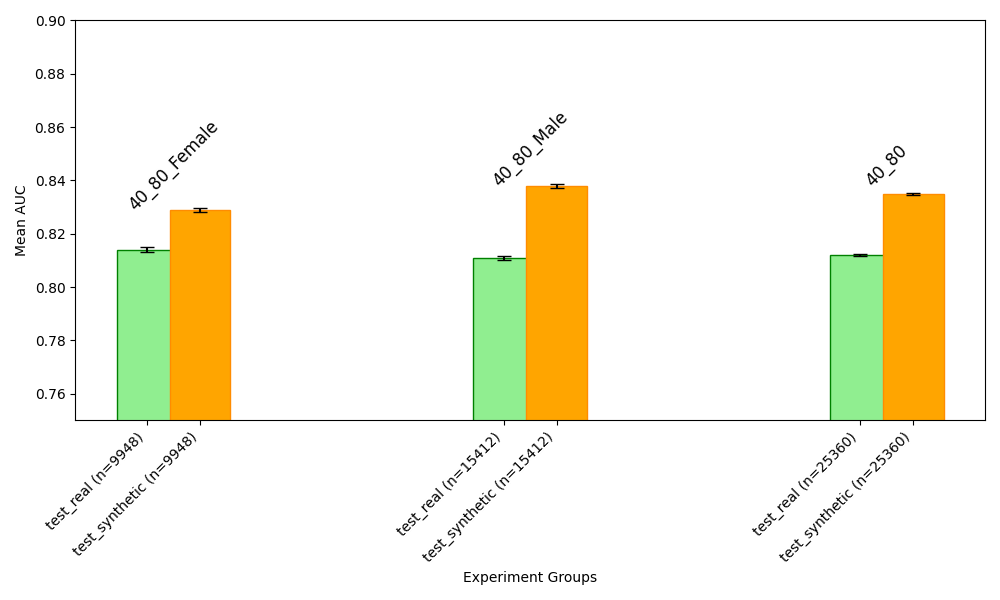 0.90
0.88
0.86
0.84
0.82
0.80
0.78
0.76
Mean AUC
40_80_Female
40_80_Male
40_80
test_real (n=9948)
test_synthetic (n=9948)
test_real (n=15412)
test_synthetic (n=15412)
test_real (n=25360)
test_synthetic (n=25360)
Experiment Groups